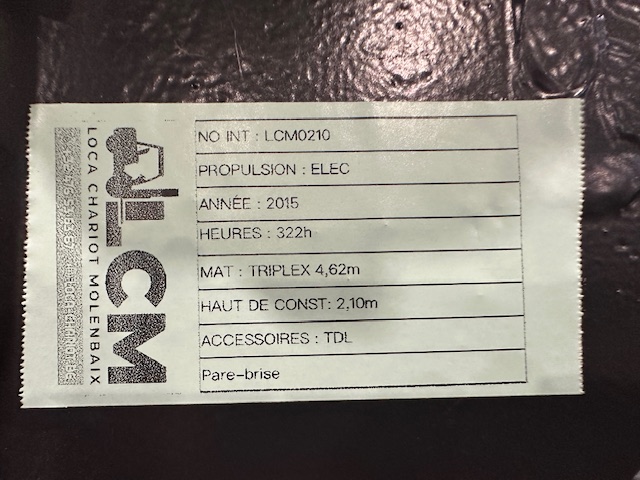 NO INT : LCM0210
PROPULSION : ELEC
ANNÉE : 2015
HEURES : 322h
MAT : TRIPLEX 4,62m
HAUT DE CONST: 2,10m
ACCESSOIRES : TDL
Pare-brise
LCM
LOCA CHARIOT MOLENBAIX